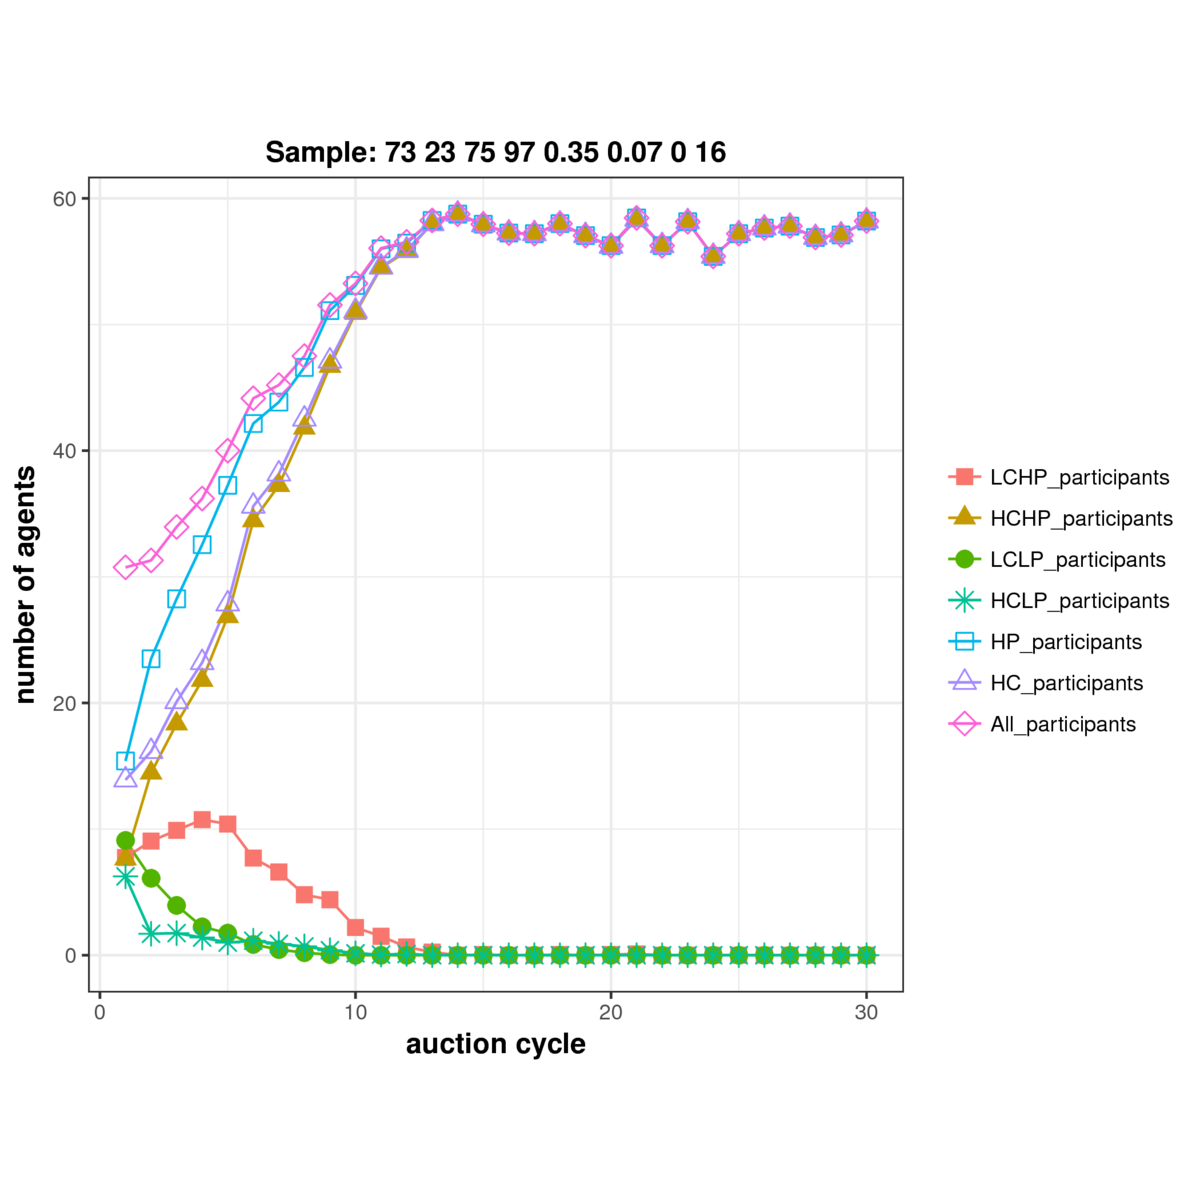 Sample: 73 23 75 97 0.35 0.07 0 16
60
40
20
0
number of agents
0 10 20 30
auction cycle
LCHP_participants
HCHP_participants
LCLP_participants
HCLP_participants
HP_participants
HC_participants
All_participants